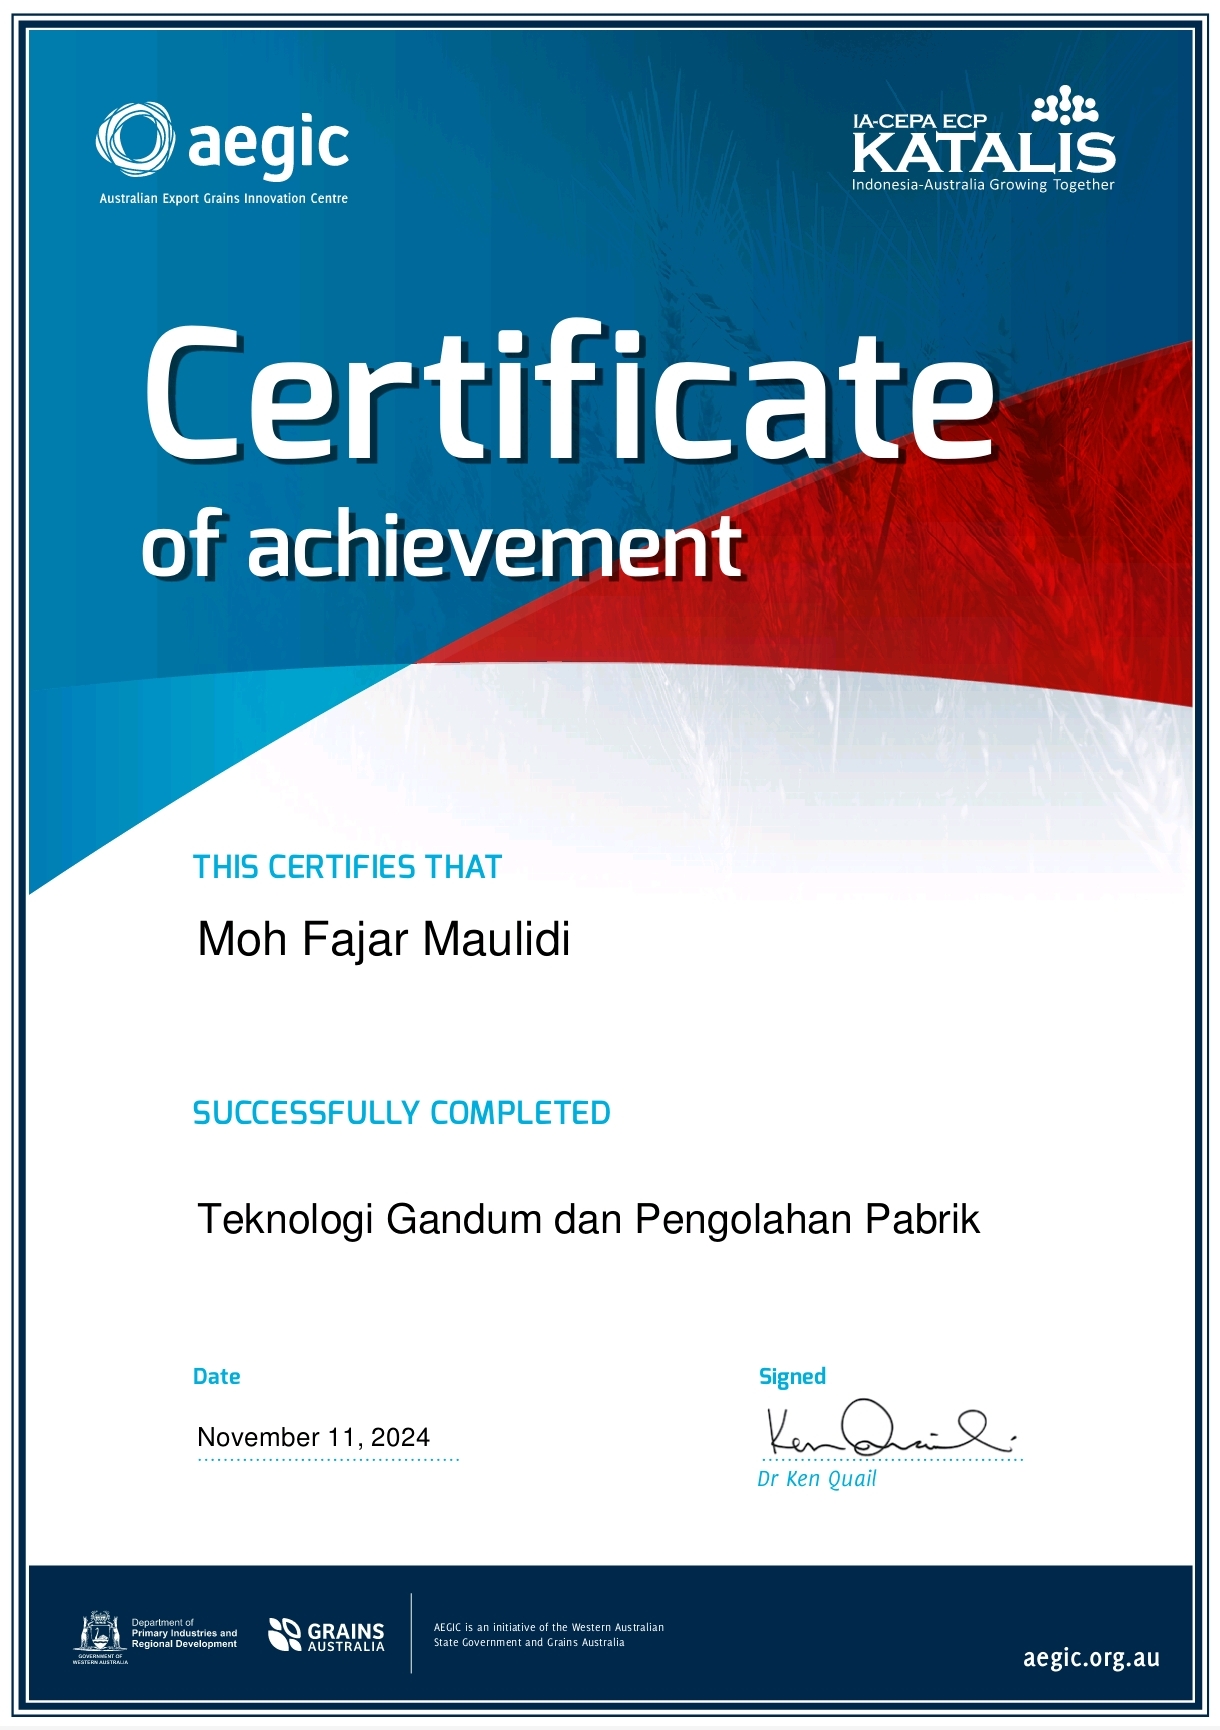 aegic
Australian Export Grains Innovation Centre
IA-CEPA ECP
KATALIS
Indonesia-Australia Growing Together
Certificate
of achievement
THIS CERTIFIES THAT
Moh Fajar Maulidi
SUCCESSFULLY COMPLETED
Teknologi Gandum dan Pengolahan Pabrik
Date
November 11, 2024
Signed
Ken Quail
Dr Ken Quail
GOVERNMENT OF
WESTERN AUSTRALIA
Department of
Primary Industries and
Regional Development
GRAINS
AUSTRALIA
AEGIC is an initiative of the Western Australian
State Government and Grains Australia
aegic.org.au